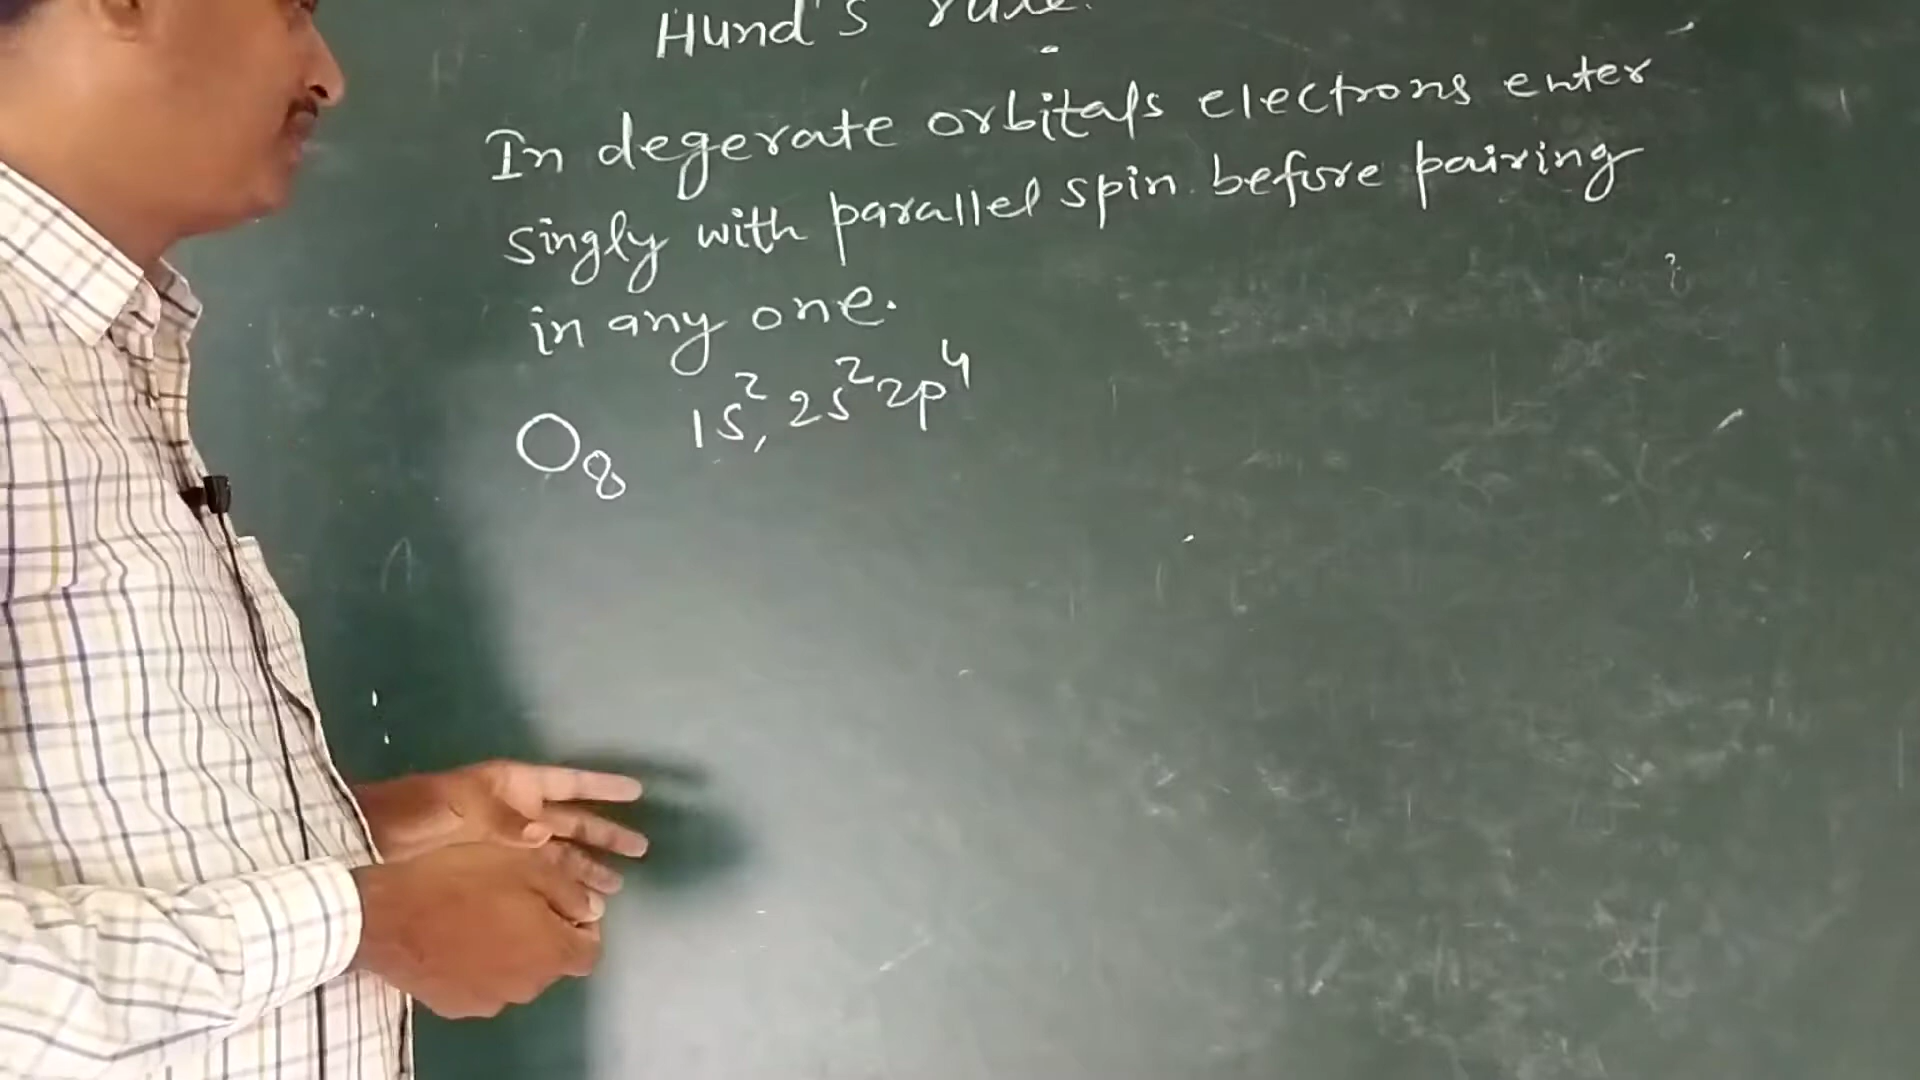 Hund's rule.
In degerate orbitals electrons enter
singly with parallel spin before pairing
in any one.
O₈ 1s², 2s² 2p⁴